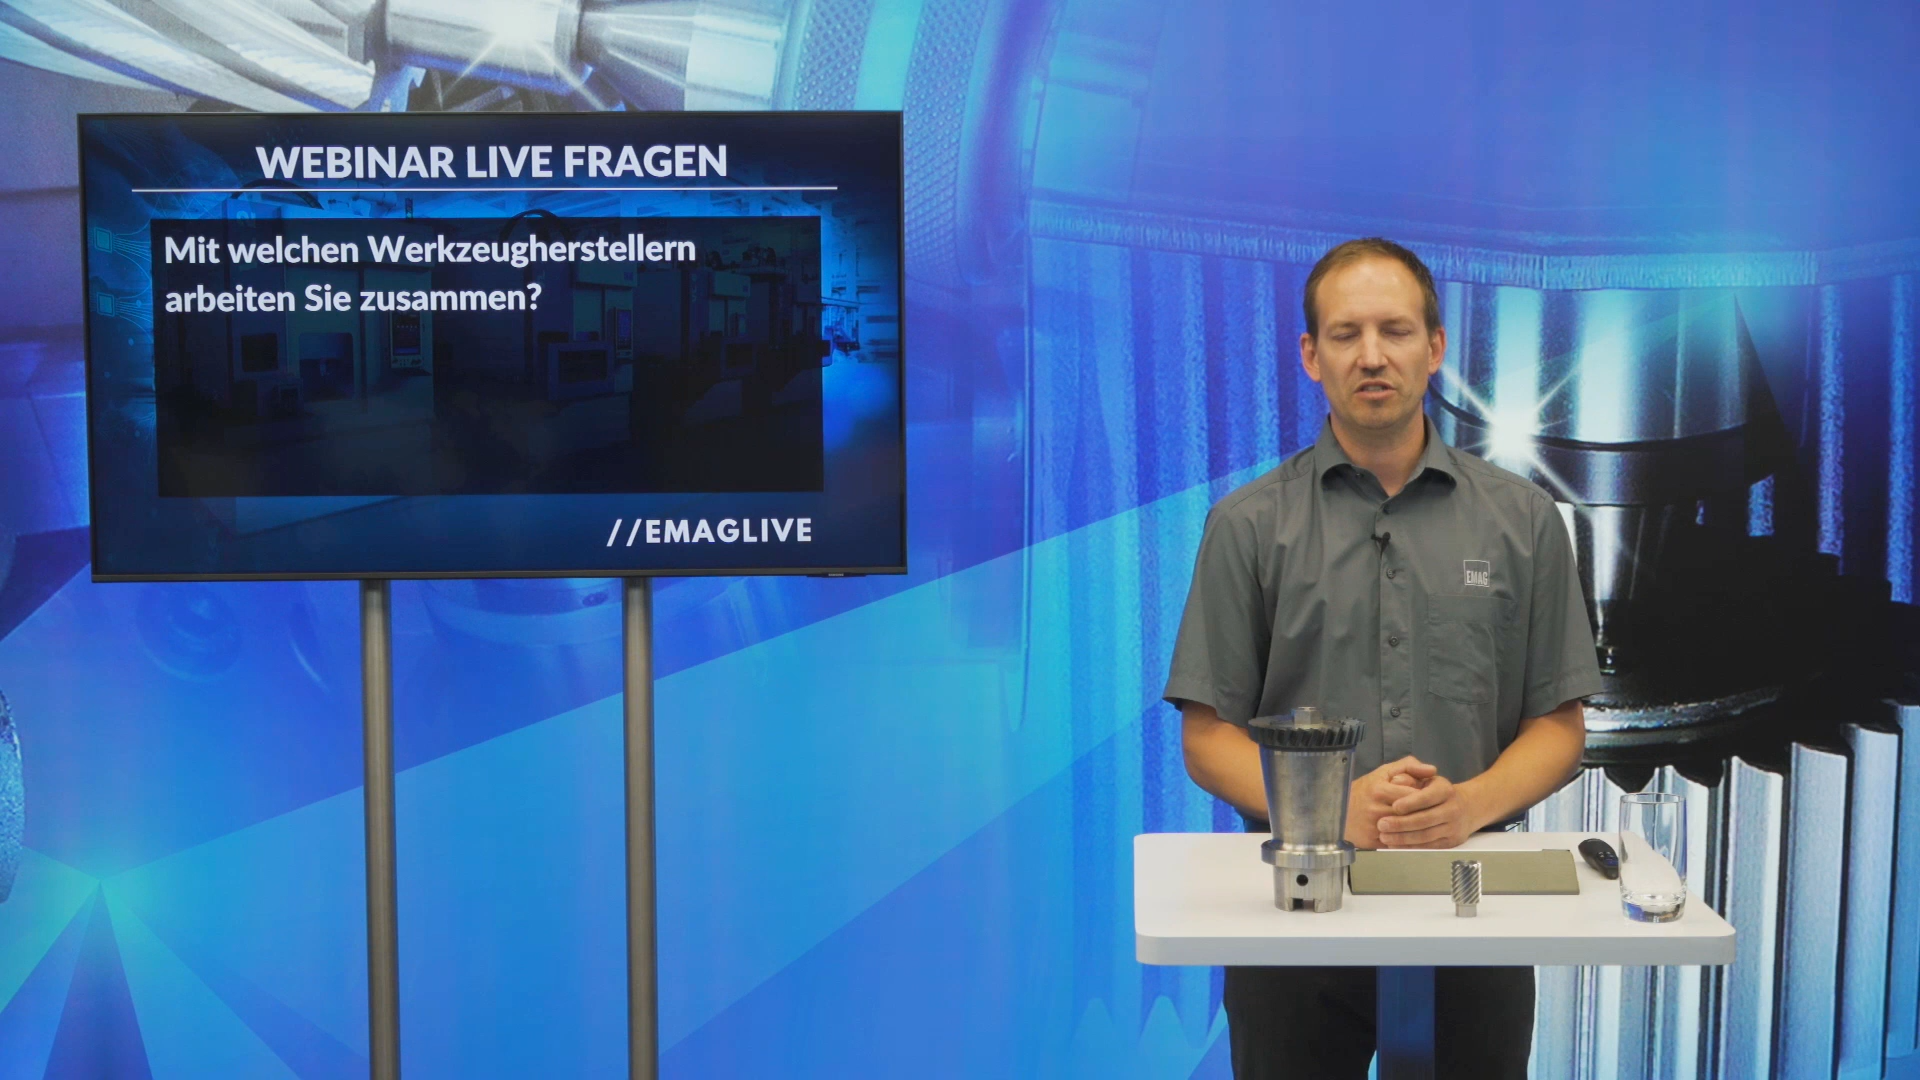 WEBINAR LIVE FRAGEN
Mit welchen Werkzeugherstellern
arbeiten Sie zusammen?
//EMAGLIVE
EMAG